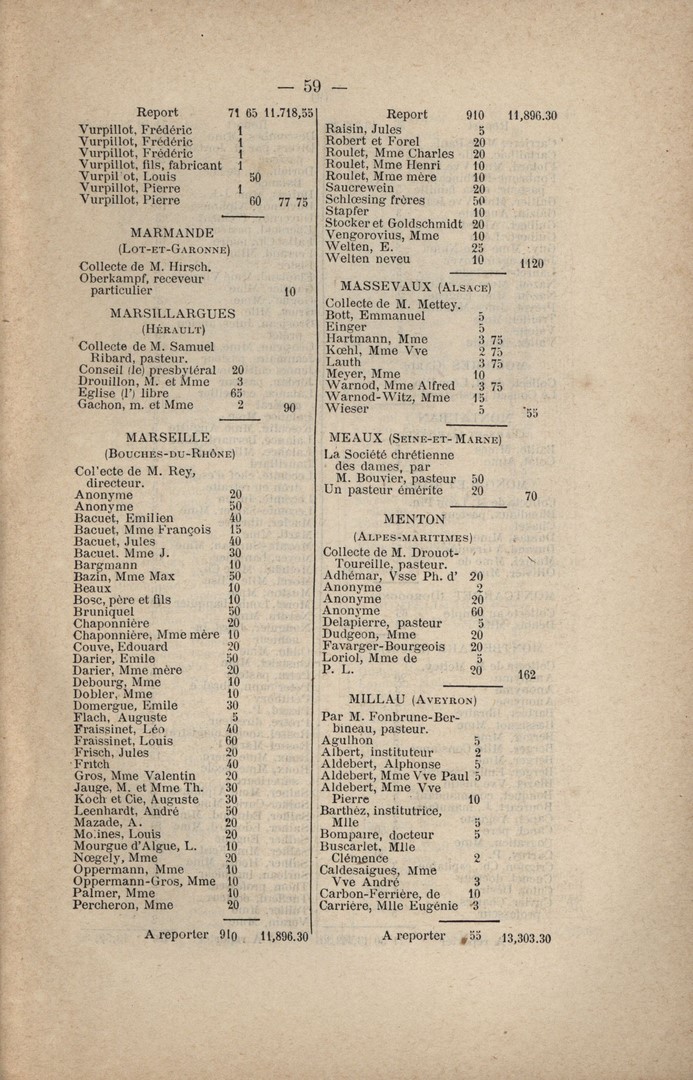 — 59 —
Report 71 65 11.718,55
Vurpillot, Frédéric 1
Vurpillot, Frédéric 1
Vurpillot, Frédéric 1
Vurpillot, fils, fabricant 1
Vurpil ot, Louis 50
Vurpillot, Pierre 1
Vurpillot, Pierre 60 77 75
MARMANDE
(LOT-ET-GARONNE)
Collecte de M. Hirsch.
Oberkampf, receveur
particulier 10
MARSILLARGUES
(HÉRAULT)
Collecte de M. Samuel
Ribard, pasteur.
Conseil (le) presbytéral 20
Drouillon, M. et Mme 3
Eglise (l') libre 65
Gachon, m. et Mme 2 90
MARSEILLE
(BOUCHES-DU-RHÔNE)
Col'ecte de M. Rey,
directeur.
Anonyme 20
Anonyme 50
Bacuet, Emilien 40
Bacuet, Mme François 15
Bacuet, Jules 40
Bacuet. Mme J. 30
Bargmann 10
Bazin, Mme Max 50
Beaux 10
Bosc, père et fils 10
Bruniquel 50
Chaponnière 20
Chaponnière, Mme mère 10
Couve, Edouard 20
Darier, Emile 50
Darier, Mme mère 20
Debourg, Mme 10
Dobler, Mme 10
Domergue, Emile 30
Flach, Auguste 5
Fraissinet, Léo 40
Fraissinet, Louis 60
Frisch, Jules 20
Fritch 40
Gros, Mme Valentin 20
Jauge, M. et Mme Th. 30
Koch et Cie, Auguste 30
Leenhardt, André 50
Mazade, A. 20
Mo.ines, Louis 20
Mourgue d'Algue, L. 10
Nœgely, Mme 20
Oppermann, Mme 10
Oppermann-Gros, Mme 10
Palmer, Mme 10
Percheron, Mme 20
A reporter 910 11,896.30
Report 910 11,896.30
Raisin, Jules 5
Robert et Forel 20
Roulet, Mme Charles 20
Roulet, Mme Henri 10
Roulet, Mme mère 10
Saucrewein 20
Schlœsing frères 50
Stapfer 10
Stocker et Goldschmidt 20
Vengorovius, Mme 10
Welten, E. 25
Welten neveu 10 1120
MASSEVAUX (ALSACE)
Collecte de M. Mettey.
Bott, Emmanuel 5
Einger 5
Hartmann, Mme 3 75
Kœhl, Mme Vve 2 75
Lauth 3 75
Meyer, Mme 10
Warnod, Mme Alfred 3 75
Warnod-Witz, Mme 15
Wieser 5 55
MEAUX (SEINE-ET-MARNE)
La Société chrétienne
des dames, par
M. Bouvier, pasteur 50
Un pasteur émérite 20 70
MENTON
(ALPES-MARITIMES)
Collecte de M. Drouot-
Toureille, pasteur.
Adhémar, Vsse Ph. d' 20
Anonyme 2
Anonyme 20
Anonyme 60
Delapierre, pasteur 5
Dudgeon, Mme 20
Favarger-Bourgeois 20
Loriol, Mme de 5
P. L. 20 162
MILLAU (AVEYRON)
Par M. Fonbrune-Ber-
bineau, pasteur.
Agulhon 5
Albert, instituteur 2
Aldebert, Alphonse 5
Aldebert, Mme Vve Paul 5
Aldebert, Mme Vve
Pierre 10
Barthez, institutrice,
Mlle 5
Bompaire, docteur 5
Buscarlet, Mlle
Clémence 2
Caldesaigues, Mme
Vve André 3
Carbon-Ferrière, de 10
Carrière, Mlle Eugénie 3
A reporter 55 13,303.30